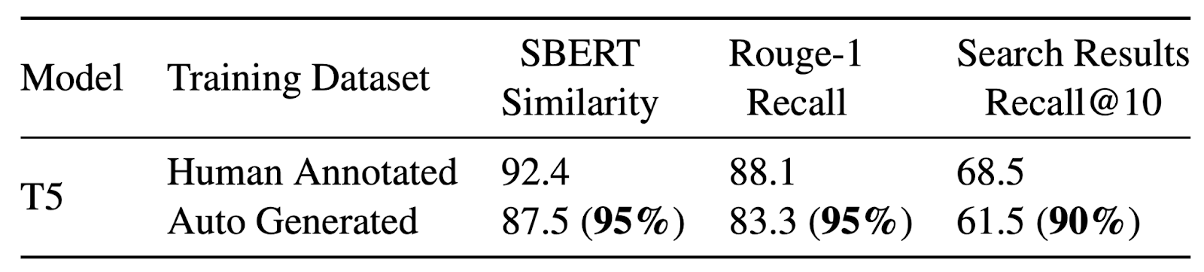 Model Training Dataset SBERT Similarity Rouge-1 Recall Search Results Recall@10
T5
Human Annotated 92.4 88.1 68.5
Auto Generated 87.5 (95%) 83.3 (95%) 61.5 (90%)